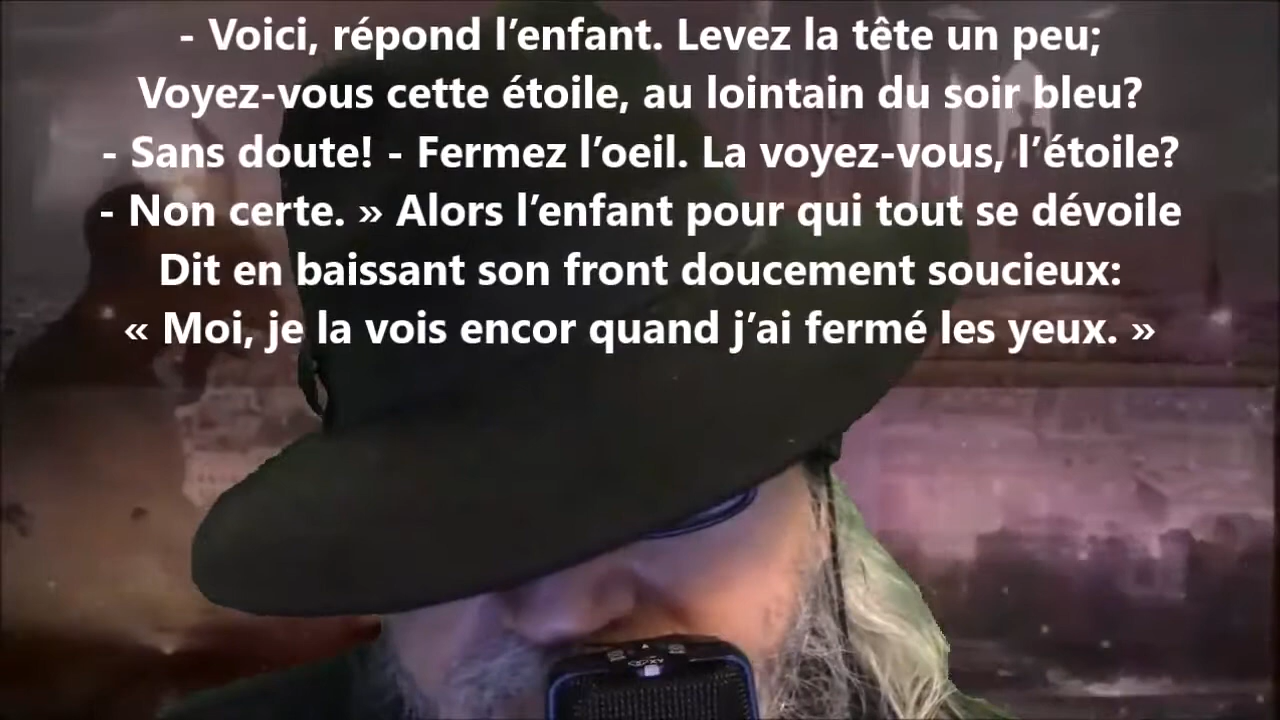 - Voici, répond l’enfant. Levez la tête un peu;
Voyez-vous cette étoile, au lointain du soir bleu?
- Sans doute! - Fermez l’oeil. La voyez-vous, l’étoile?
- Non certe. » Alors l’enfant pour qui tout se dévoile
Dit en baissant son front doucement soucieux:
« Moi, je la vois encor quand j’ai fermé les yeux. »